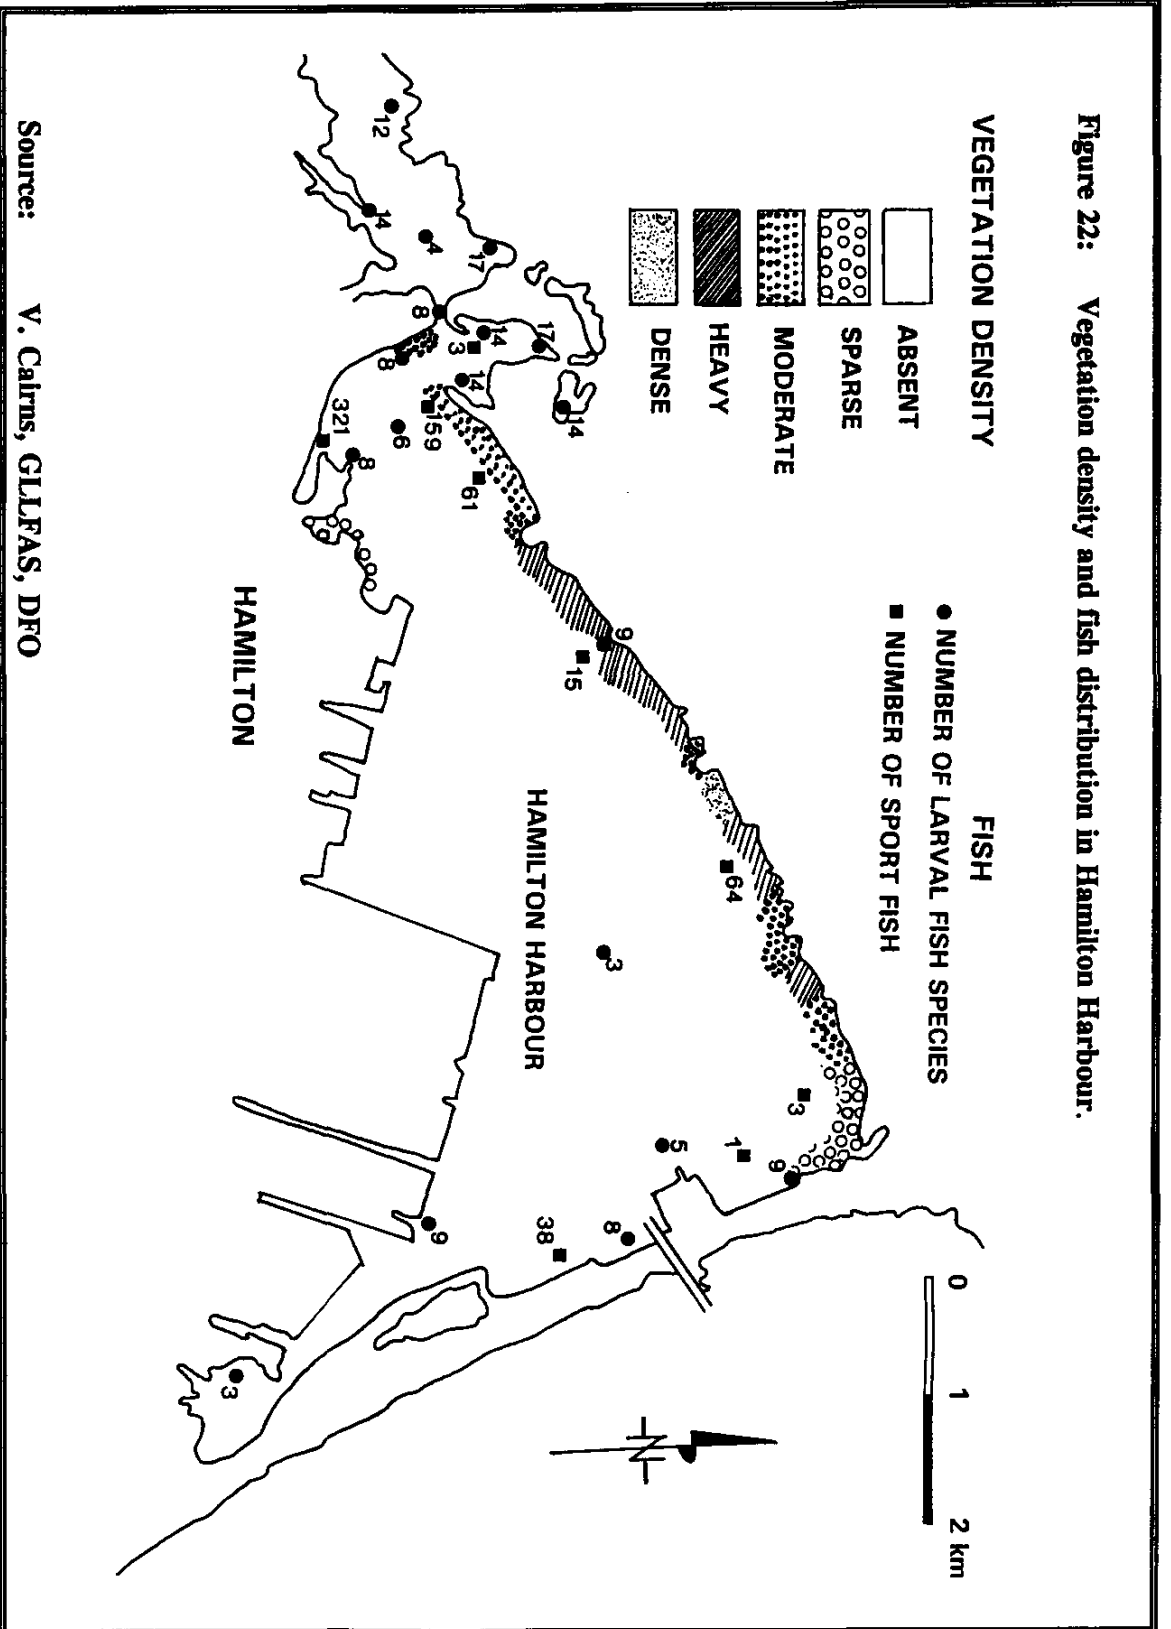 Figure 22: Vegetation density and fish distribution in Hamilton Harbour.
VEGETATION DENSITY
ABSENT
SPARSE
MODERATE
HEAVY
DENSE
FISH
NUMBER OF LARVAL FISH SPECIES
NUMBER OF SPORT FISH
0 1 2 km
N
3
9
1
64
5
9
3
8
14
15
17
38
14
17
14
61
3
159
4
9
8
6
12
8
14
8
321
3
HAMILTON HARBOUR
HAMILTON
Source: V. Cairns, GLLFAS, DFO